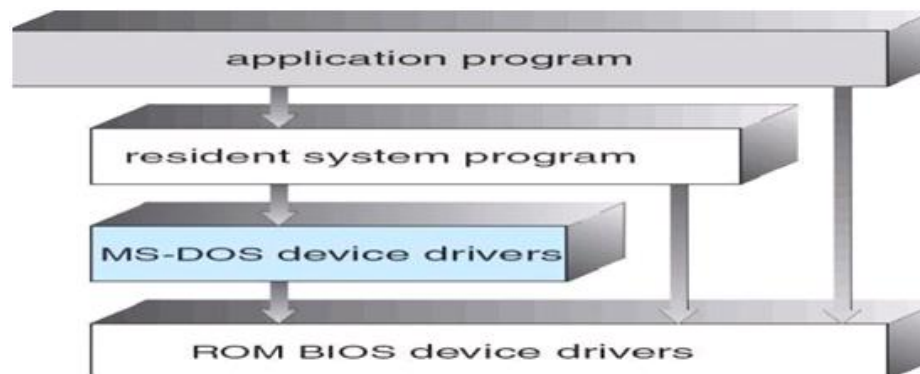 application program
resident system program
MS-DOS device drivers
ROM BIOS device drivers